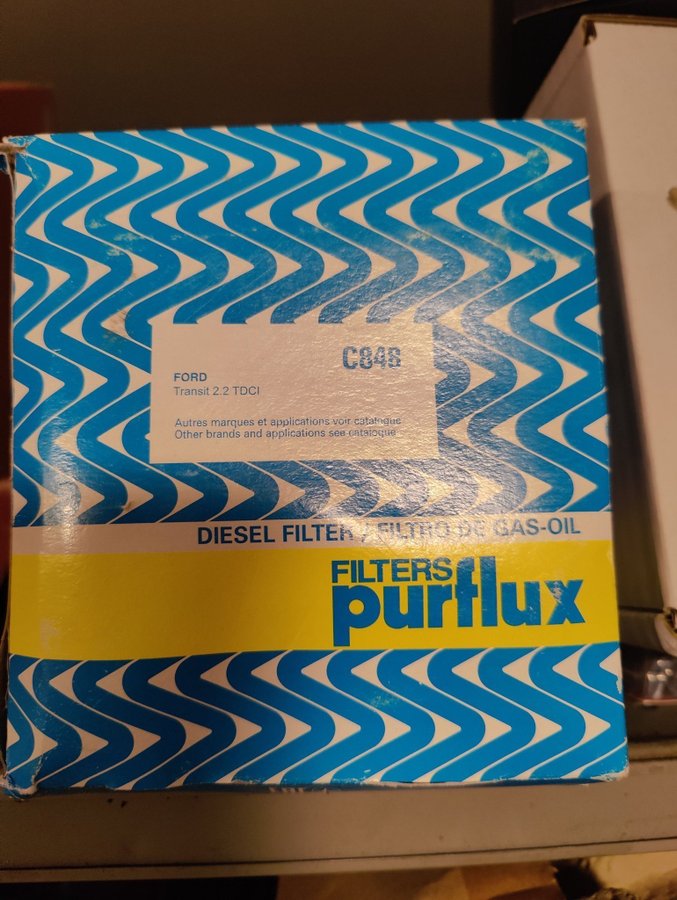 C84B
FORD
Transit 2.2 TDCI
Autres marques et applications voir catalogue
Other brands and applications see catalogue
DIESEL FILTER / FILTRO DE GAS-OIL
FILTERS
purflux